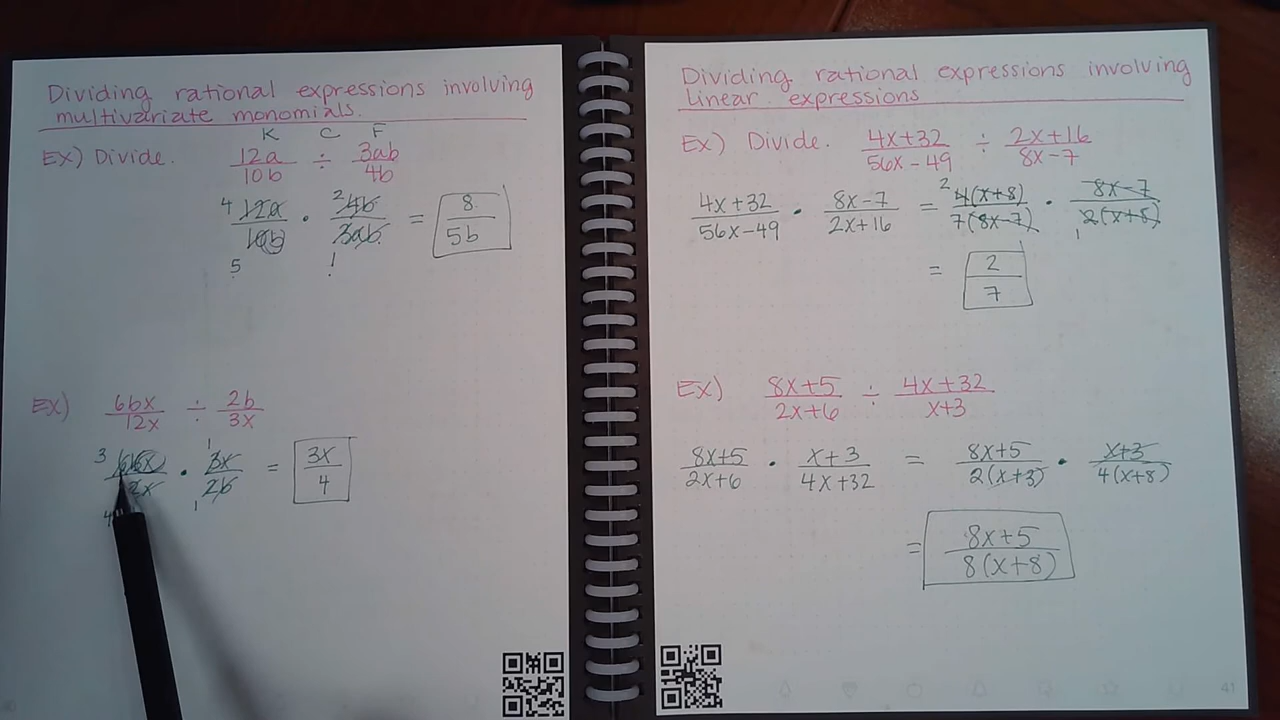 Dividing rational expressions involving
multivariate monomials.
K C F
EX) Divide. 12a/10b ÷ 3ab/4b
4 12a/10b 5 · 2 4b/3ab 1 = 8/5b
EX) 6bx/12x ÷ 2b/3x
3 6bx/12x 4 · 1 3x/2b 1 = 3x/4
Dividing rational expressions involving
linear expressions
EX) Divide. 4x+32/56x-49 ÷ 2x+16/8x-7
4x+32/56x-49 · 8x-7/2x+16 = 2 4(x+8)/7(8x-7) · 8x-7/2(x+8) 1
= 2/7
EX) 8x+5/2x+6 ÷ 4x+32/x+3
8x+5/2x+6 · x+3/4x+32 = 8x+5/2(x+3) · x+3/4(x+8)
= 8x+5/8(x+8)
41